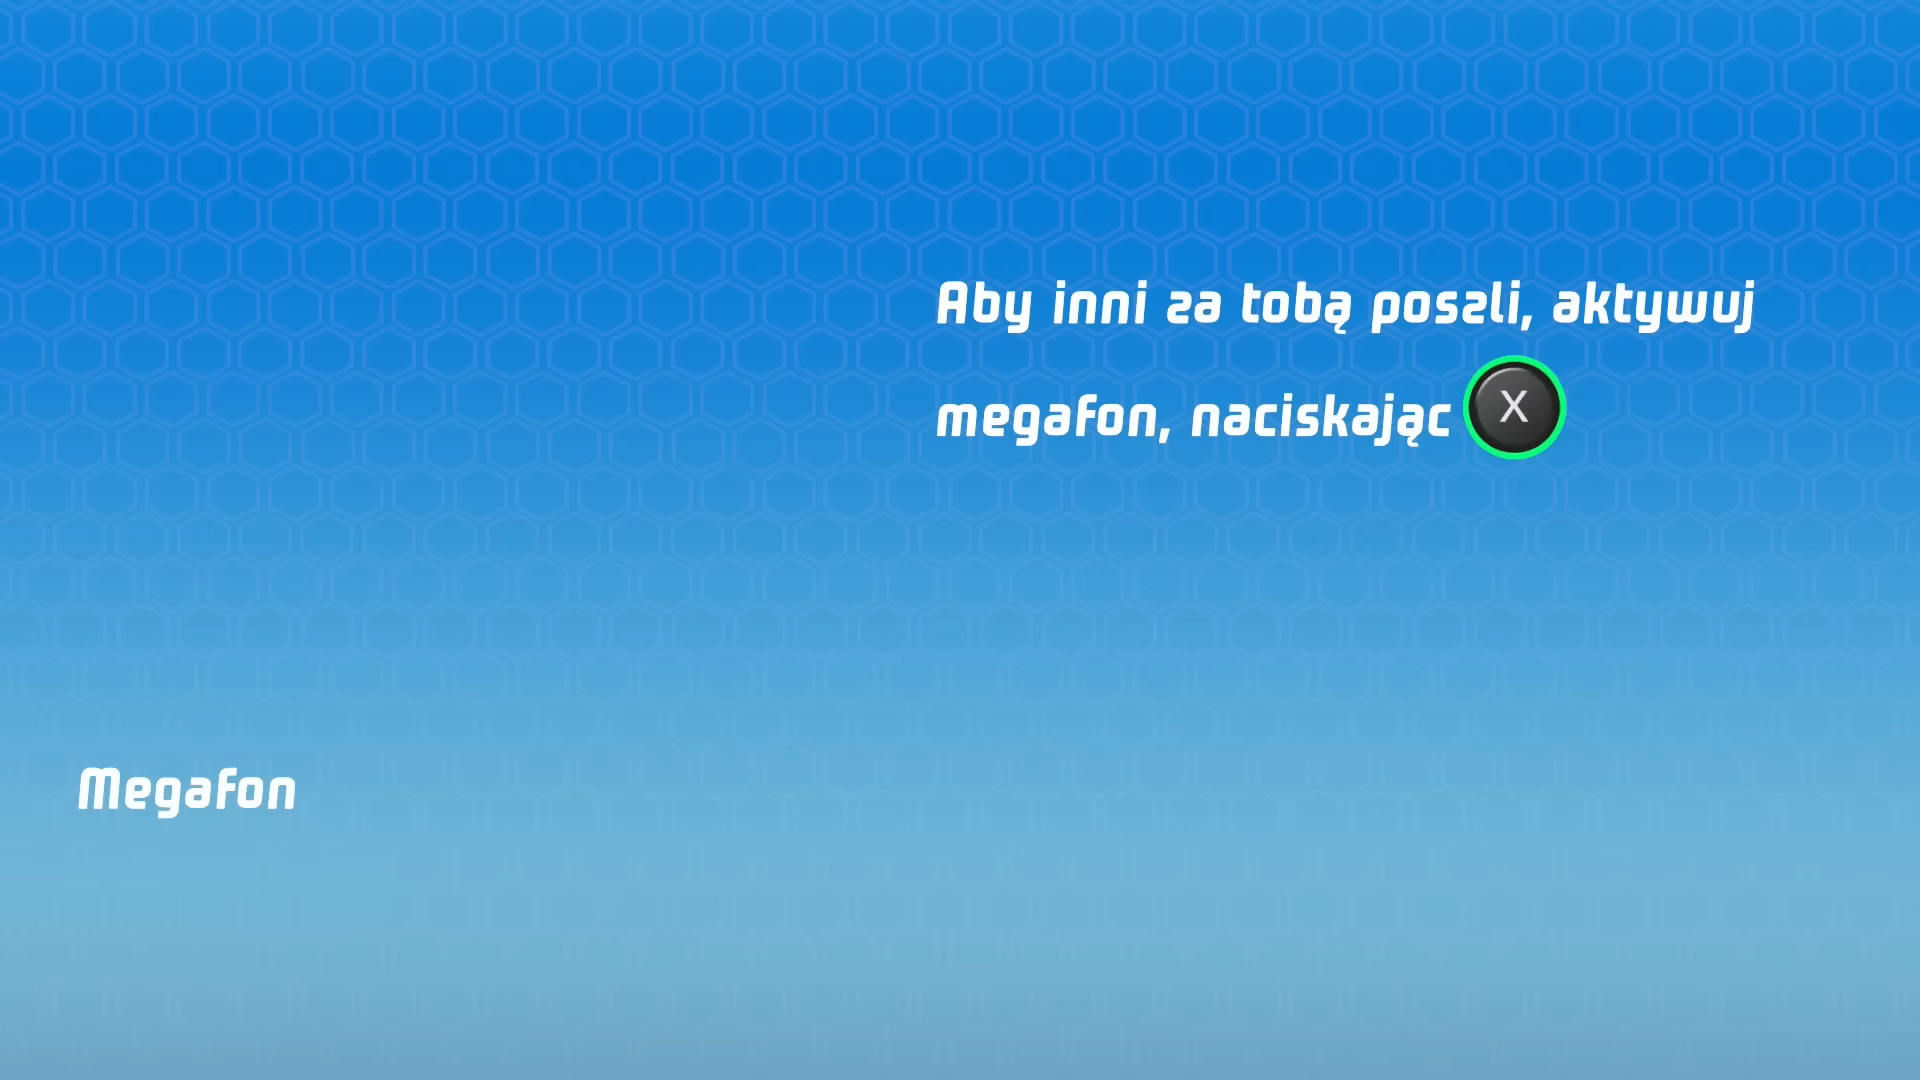 Aby inni za tobą poszli, aktywuj
megafon, naciskając X
Megafon